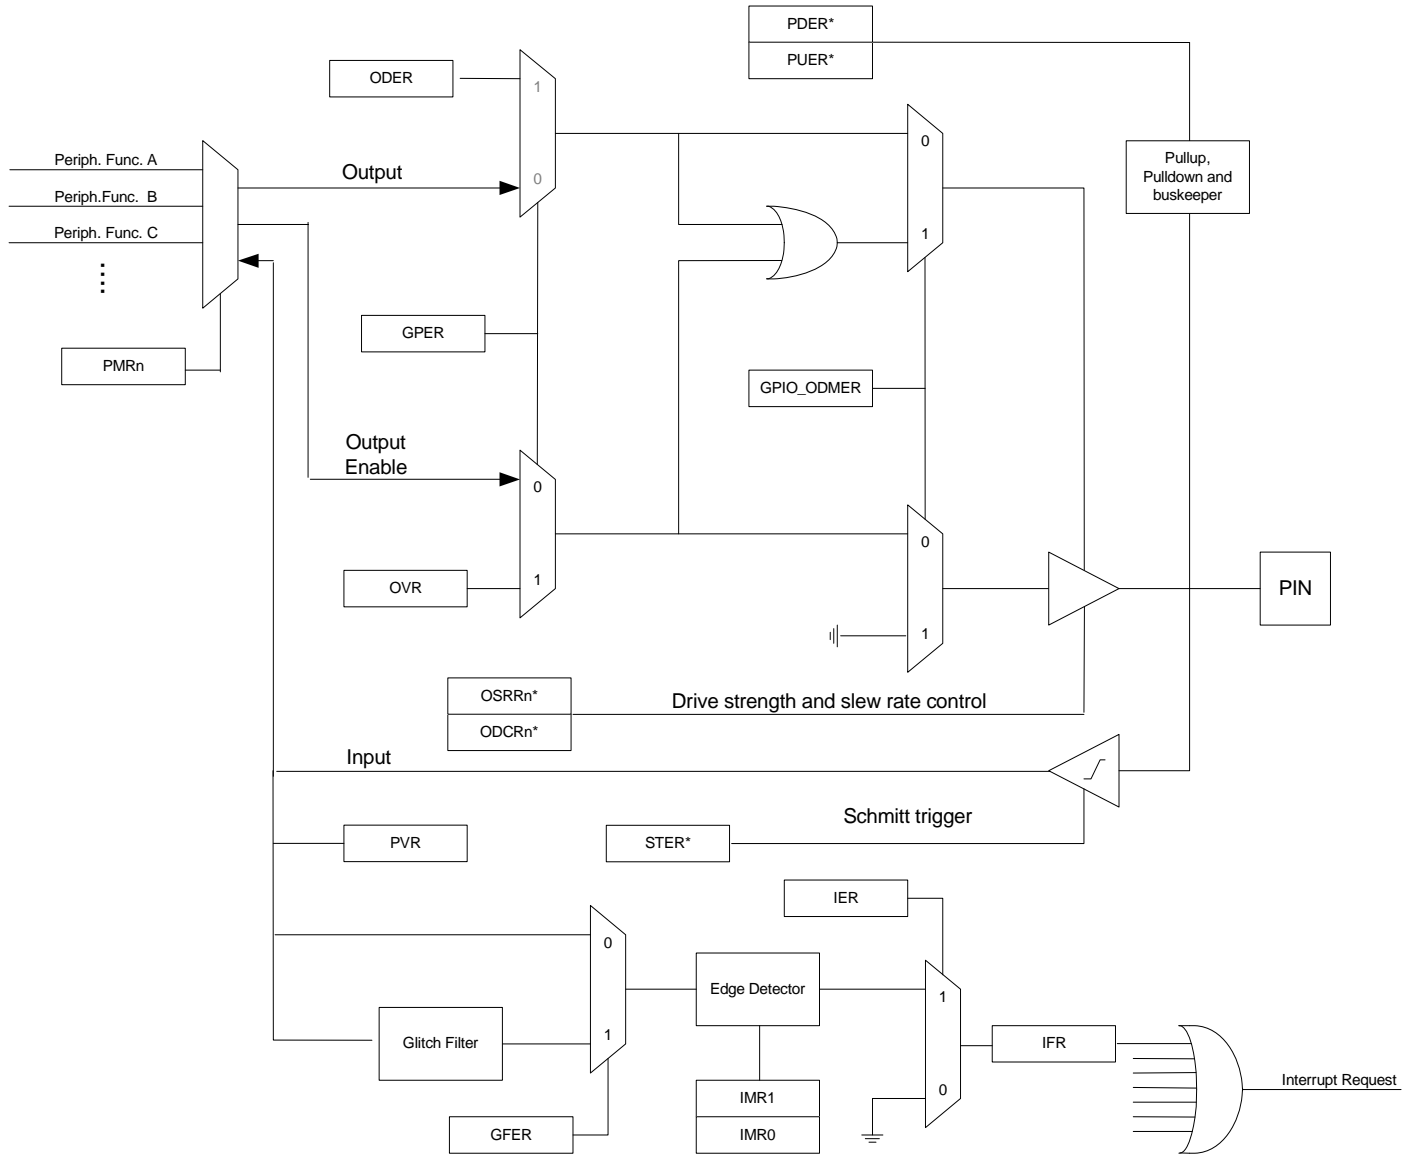 PDER*
PUER*
ODER
1
0
Periph. Func. A
Output
Pullup,
Pulldown and
buskeeper
0
Periph.Func. B
Periph. Func. C
1
0
GPER
PMRn
GPIO_ODMER
Output
Enable
0
0
OVR
1
PIN
1
OSRRn*
Drive strength and slew rate control
ODCRn*
Input
Schmitt trigger
PVR
STER*
IER
0
Edge Detector
1
1
Glitch Filter
IFR
Interrupt Request
IMR1
0
GFER
IMR0